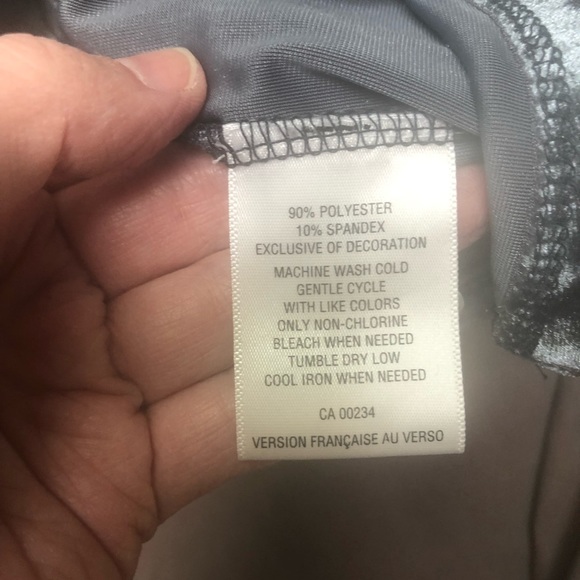 90% POLYESTER
10% SPANDEX
EXCLUSIVE OF DECORATION
MACHINE WASH COLD
GENTLE CYCLE
WITH LIKE COLORS
ONLY NON-CHLORINE
BLEACH WHEN NEEDED
TUMBLE DRY LOW
COOL IRON WHEN NEEDED
CA 00234
VERSION FRANÇAISE AU VERSO